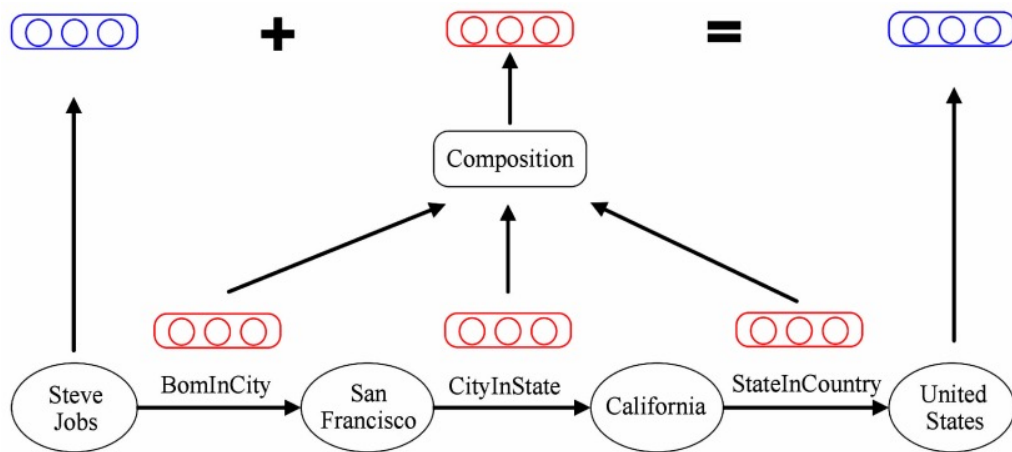 +
=
Composition
Steve
Jobs
BomInCity
San
Francisco
CityInState
California
StateInCountry
United
States